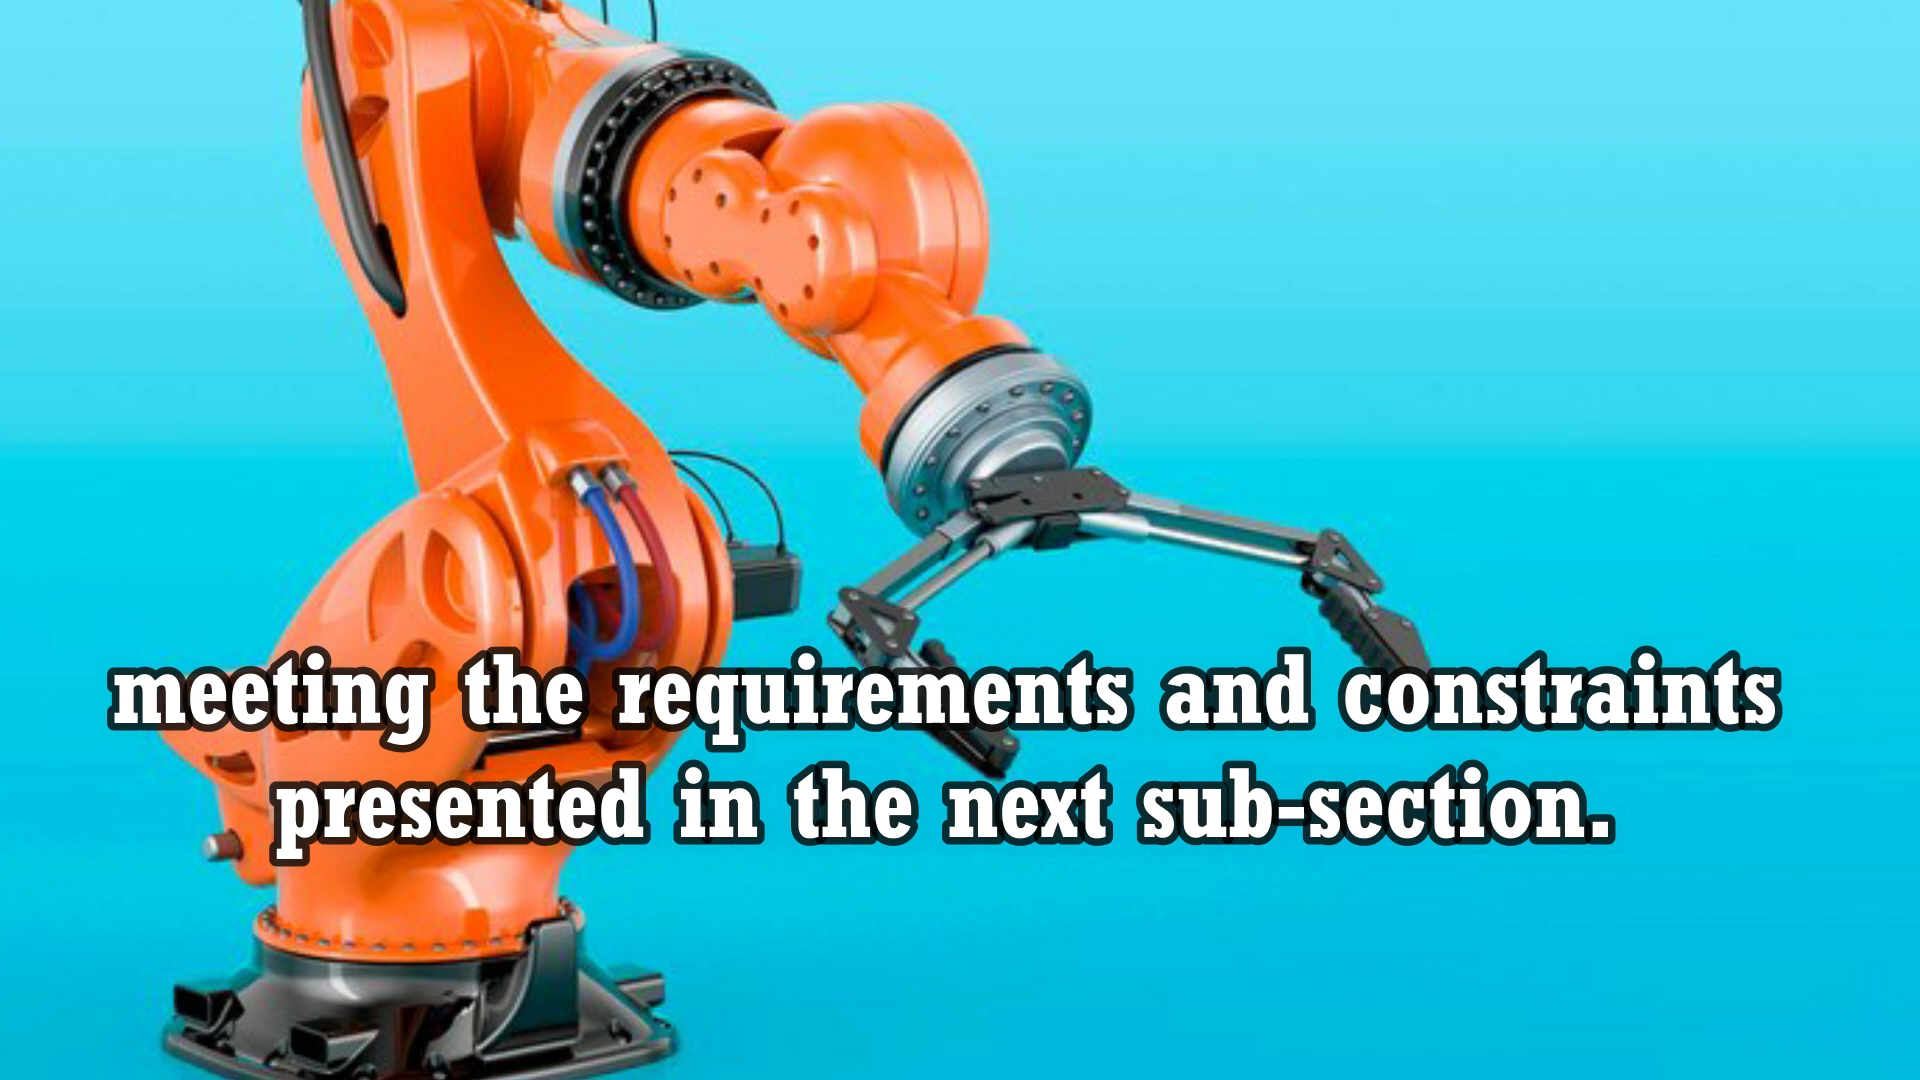 meeting the requirements and constraints
presented in the next sub-section.